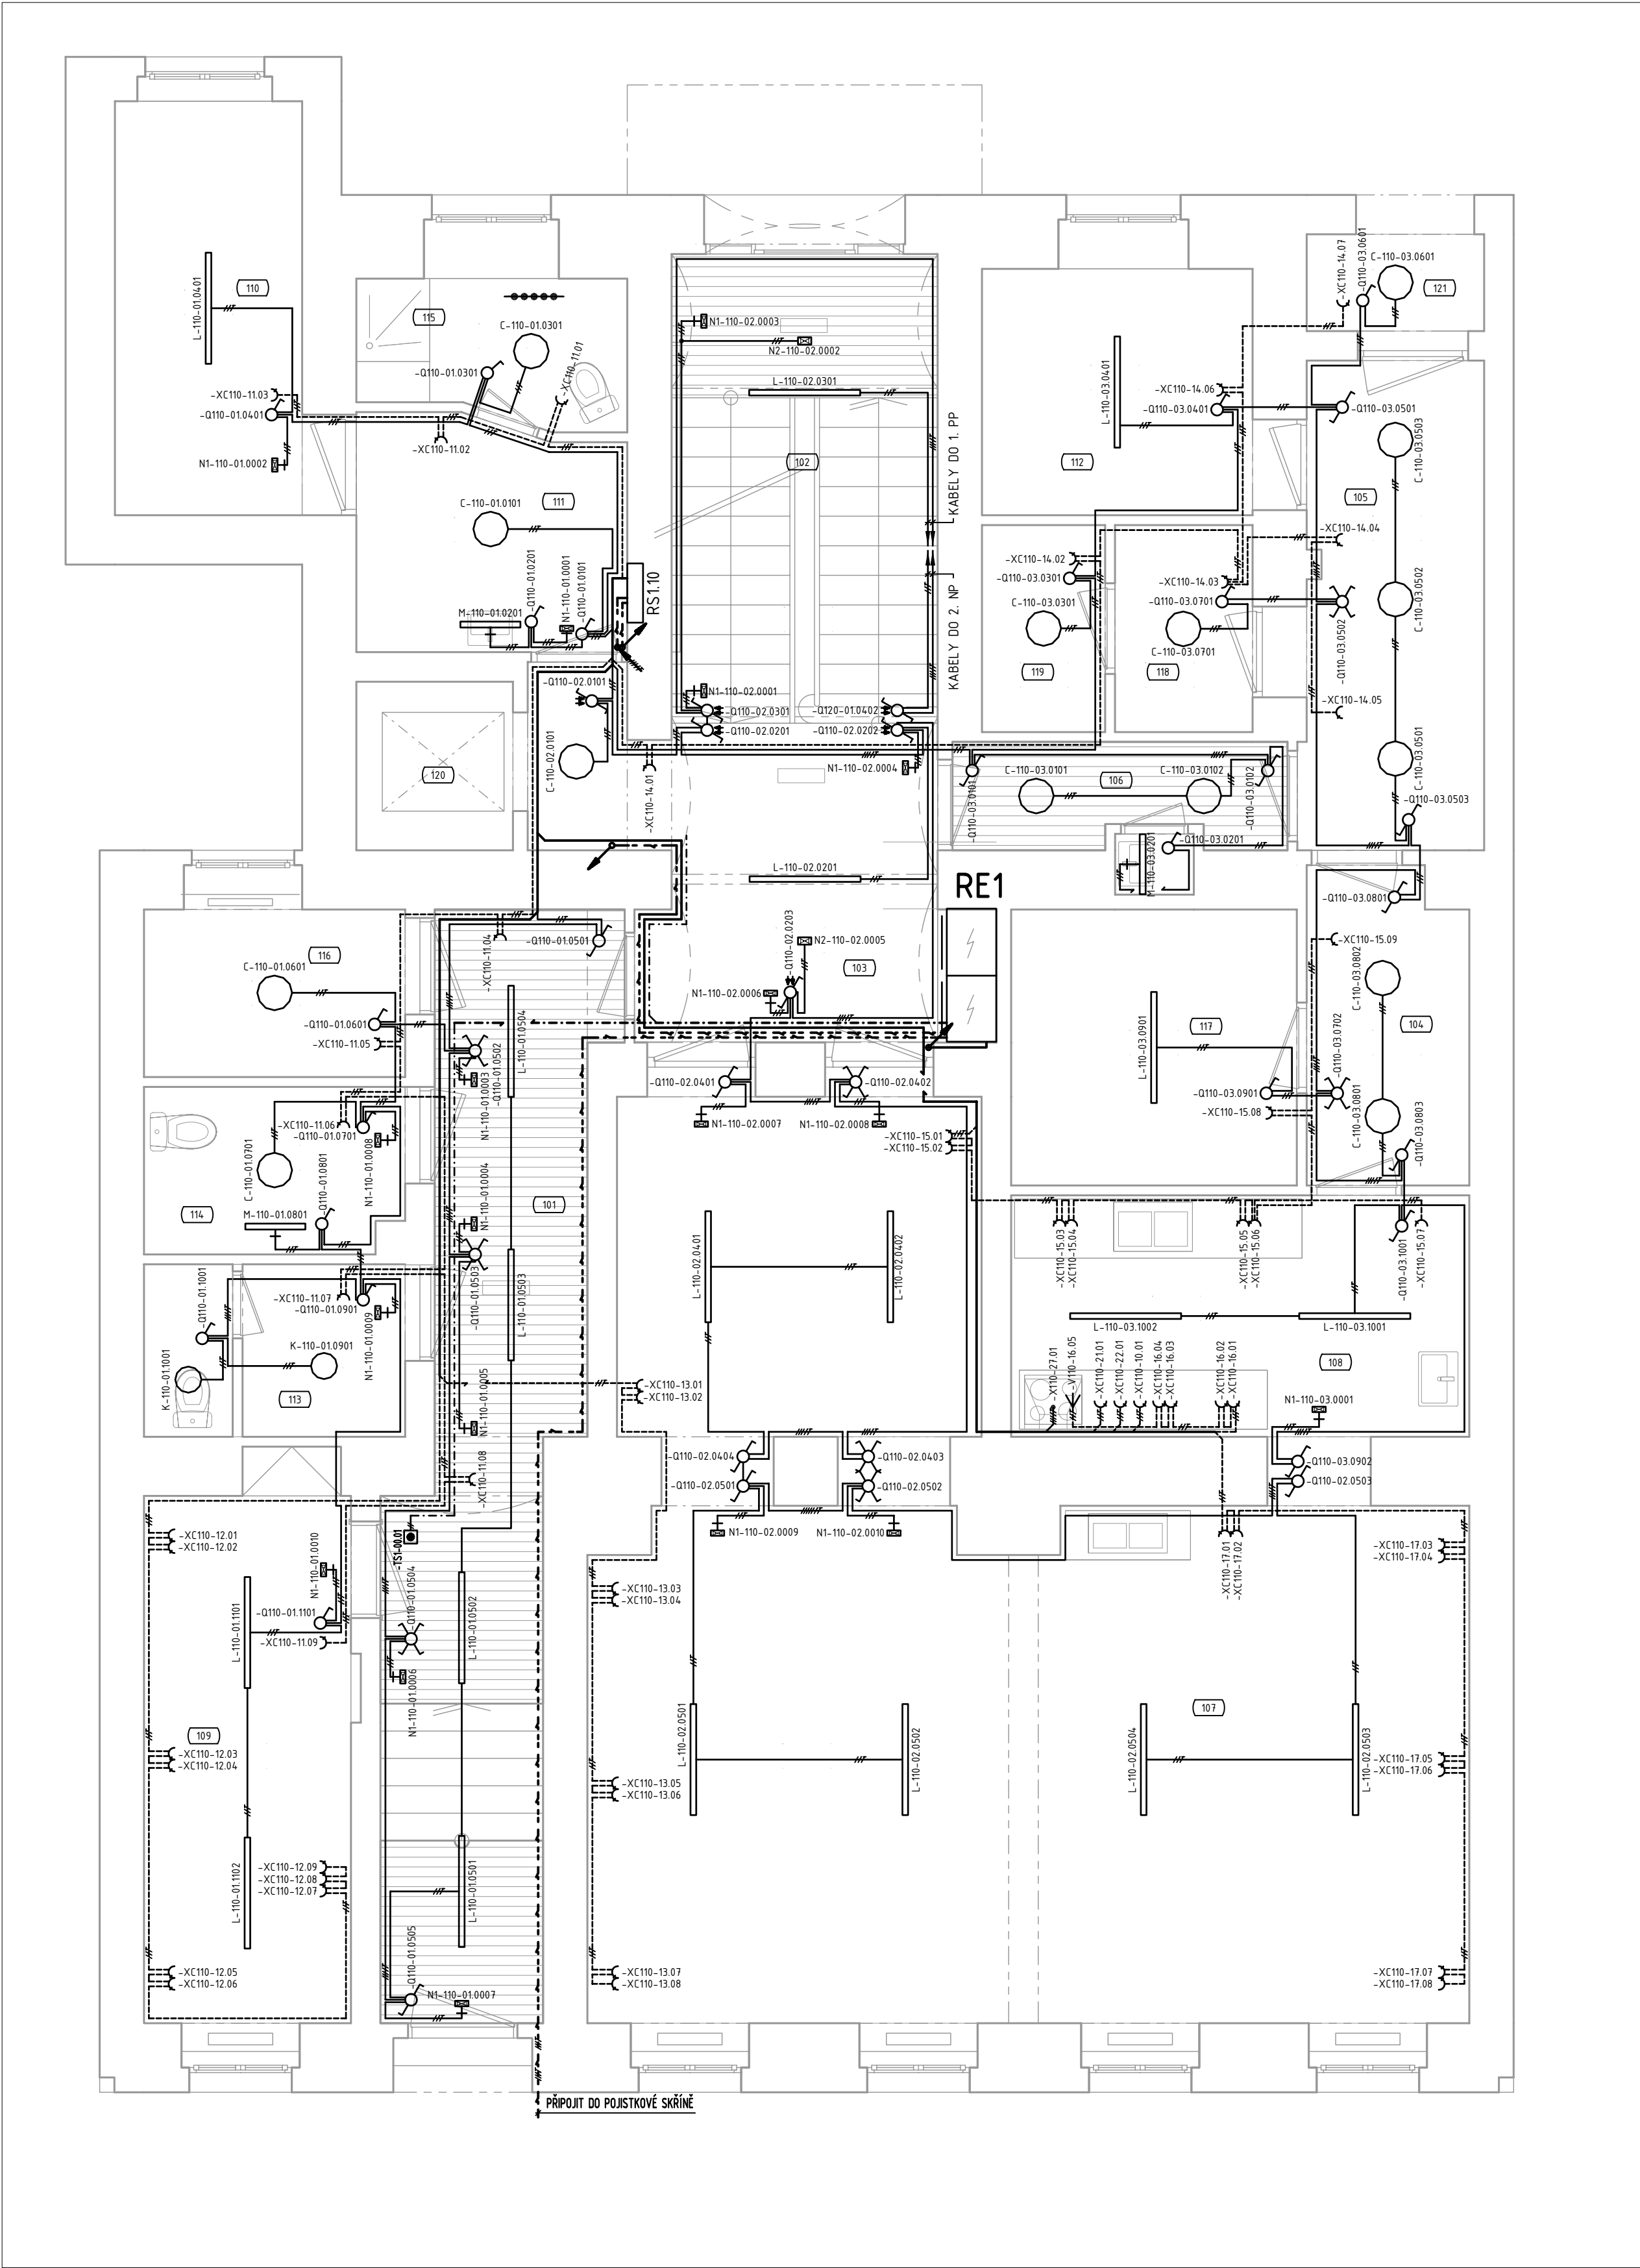 L-110-01.0401
110
-XC110-11.03
-Q110-01.0401
N1-110-01.0002
115
C-110-01.0301
-Q110-01.0301
-XC110-11.01
-XC110-11.02
C-110-01.0101
111
M-110-01.0201
-Q110-01.0201
N1-110-01.0001
-Q110-01.0101
RS1.10
N1-110-02.0003
N2-110-02.0002
L-110-02.0301
102
KABELY DO 1. PP
KABELY DO 2. NP
N1-110-02.0001
-Q110-02.0301
-Q110-02.0201
-Q120-01.0402
-Q110-02.0202
N1-110-02.0004
-Q110-02.0101
C-110-02.0101
-XC110-14.01
120
L-110-03.0401
112
-XC110-14.06
-Q110-03.0401
-XC110-14.07
-Q110-03.0601
C-110-03.0601
121
-Q110-03.0501
C-110-03.0503
105
-XC110-14.04
-XC110-14.02
-Q110-03.0301
C-110-03.0301
119
-XC110-14.03
-Q110-03.0701
C-110-03.0701
118
-Q110-03.0502
C-110-03.0502
-XC110-14.05
C-110-03.0501
-Q110-03.0503
-Q110-03.0101
C-110-03.0101
106
C-110-03.0102
-Q110-03.0102
M-110-03.0201
-Q110-03.0201
L-110-02.0201
RE1
-Q110-02.0203
N2-110-02.0005
N1-110-02.0006
103
116
C-110-01.0601
-Q110-01.0601
-XC110-11.05
-XC110-11.04
-Q110-01.0501
L-110-01.0504
-Q110-01.0502
N1-110-01.0003
-XC110-11.06
-Q110-01.0701
C-110-01.0701
N1-110-01.0008
-Q110-01.0801
M-110-01.0801
114
N1-110-01.0004
101
-Q110-01.0503
L-110-01.0503
-Q110-01.1001
-XC110-11.07
-Q110-01.0901
N1-110-01.0009
K-110-01.0901
K-110-01.1001
113
N1-110-01.0005
-XC110-11.08
-Q110-02.0401
-Q110-02.0402
N1-110-02.0007
N1-110-02.0008
-XC110-15.01
-XC110-15.02
L-110-02.0401
L-110-02.0402
-XC110-13.01
-XC110-13.02
-Q110-02.0404
-Q110-02.0403
-Q110-02.0501
-Q110-02.0502
N1-110-02.0009
N1-110-02.0010
-Q110-03.0801
-XC110-15.09
C-110-03.0802
104
117
L-110-03.0901
-Q110-03.0901
-XC110-15.08
-Q110-03.0702
C-110-03.0801
-Q110-03.0803
-XC110-15.03
-XC110-15.04
-XC110-15.05
-XC110-15.06
-Q110-03.1001
-XC110-15.07
L-110-03.1002
L-110-03.1001
108
-X110-27.01
-V110-16.05
-XC110-21.01
-XC110-22.01
-XC110-10.01
-XC110-16.04
-XC110-16.03
-XC110-16.02
-XC110-16.01
N1-110-03.0001
-Q110-03.0902
-Q110-02.0503
-XC110-12.01
-XC110-12.02
N1-110-01.0010
-Q110-01.1101
-XC110-11.09
L-110-01.1101
109
-XC110-12.03
-XC110-12.04
L-110-01.1102
-XC110-12.09
-XC110-12.08
-XC110-12.07
-XC110-12.05
-XC110-12.06
-TS1-00.01
-Q110-01.0504
N1-110-01.0006
L-110-01.0502
L-110-01.0501
-Q110-01.0505
N1-110-01.0007
-XC110-13.03
-XC110-13.04
L-110-02.0501
L-110-02.0502
-XC110-13.05
-XC110-13.06
-XC110-13.07
-XC110-13.08
-XC110-17.01
-XC110-17.02
-XC110-17.03
-XC110-17.04
107
L-110-02.0504
L-110-02.0503
-XC110-17.05
-XC110-17.06
-XC110-17.07
-XC110-17.08
PŘIPOJIT DO POJISTKOVÉ SKŘÍNĚ